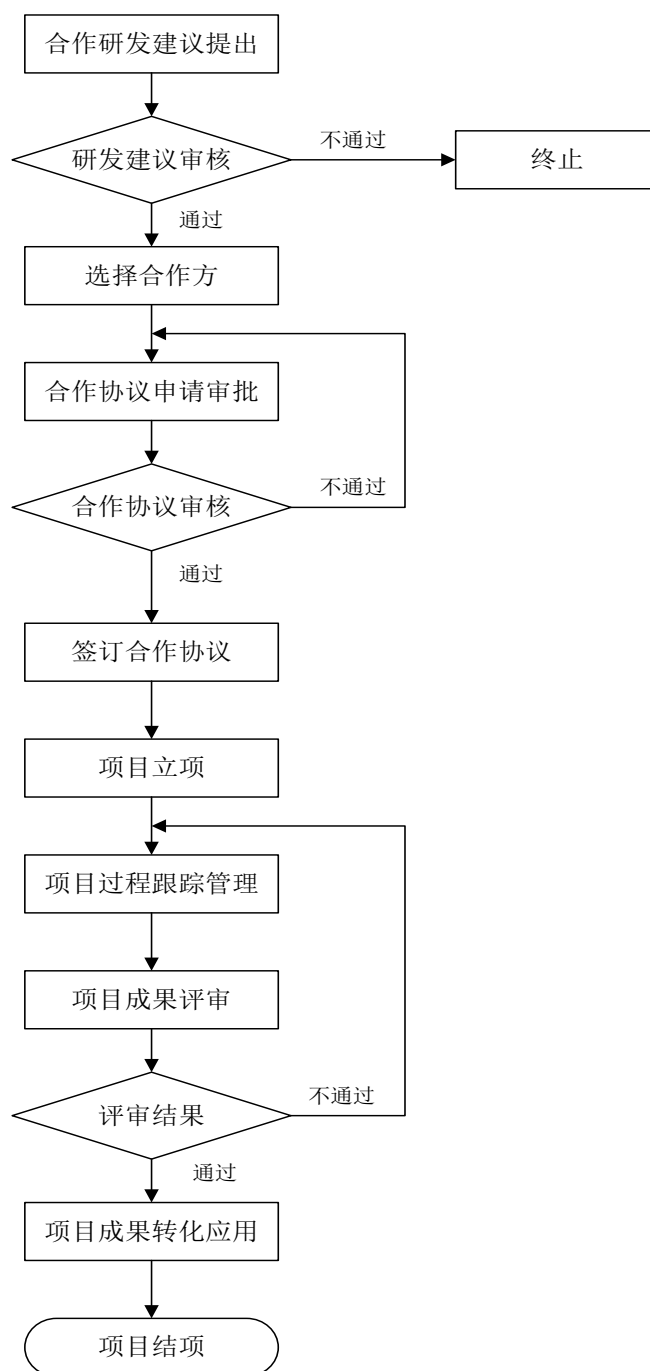 合作研发建议提出
研发建议审核
不通过
终止
通过
选择合作方
合作协议申请审批
合作协议审核
不通过
通过
签订合作协议
项目立项
项目过程跟踪管理
项目成果评审
评审结果
不通过
通过
项目成果转化应用
项目结项